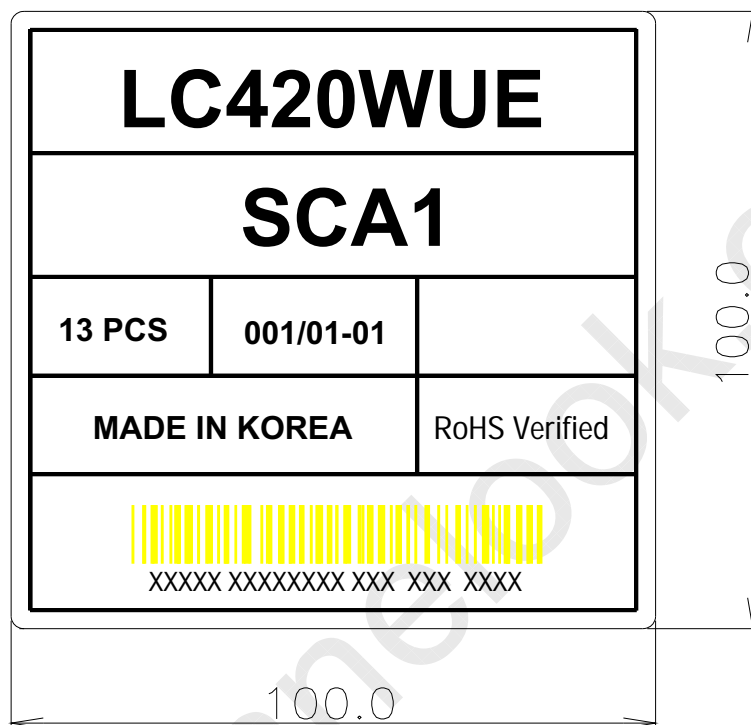 LC420WUE
SCA1
13 PCS 001/01-01
MADE IN KOREA RoHS Verified
XXXXX XXXXXXXX XXX XXX XXXX
100.0
100.0